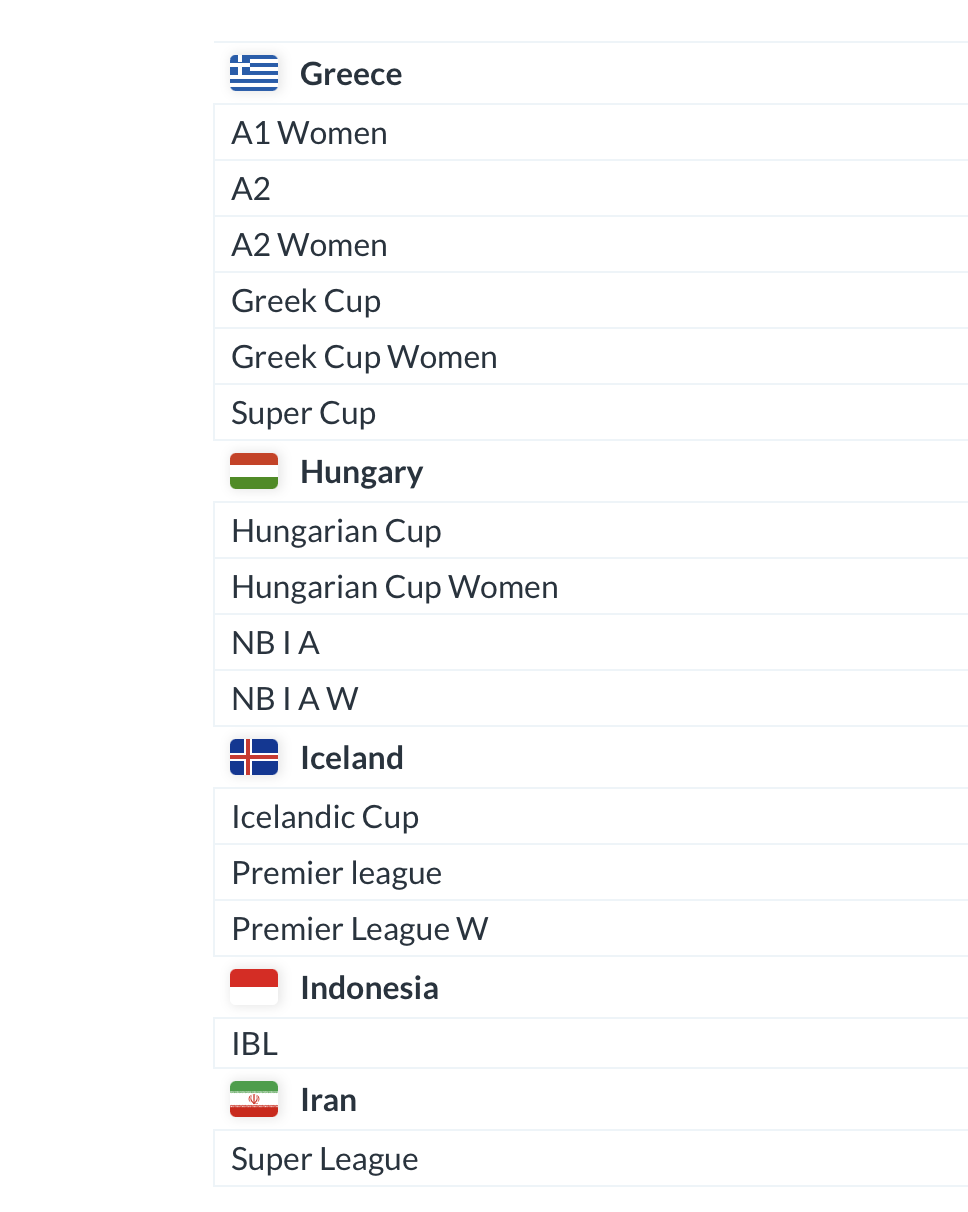 Greece
A1 Women
A2
A2 Women
Greek Cup
Greek Cup Women
Super Cup
Hungary
Hungarian Cup
Hungarian Cup Women
NB I A
NB I A W
Iceland
Icelandic Cup
Premier league
Premier League W
Indonesia
IBL
Iran
Super League